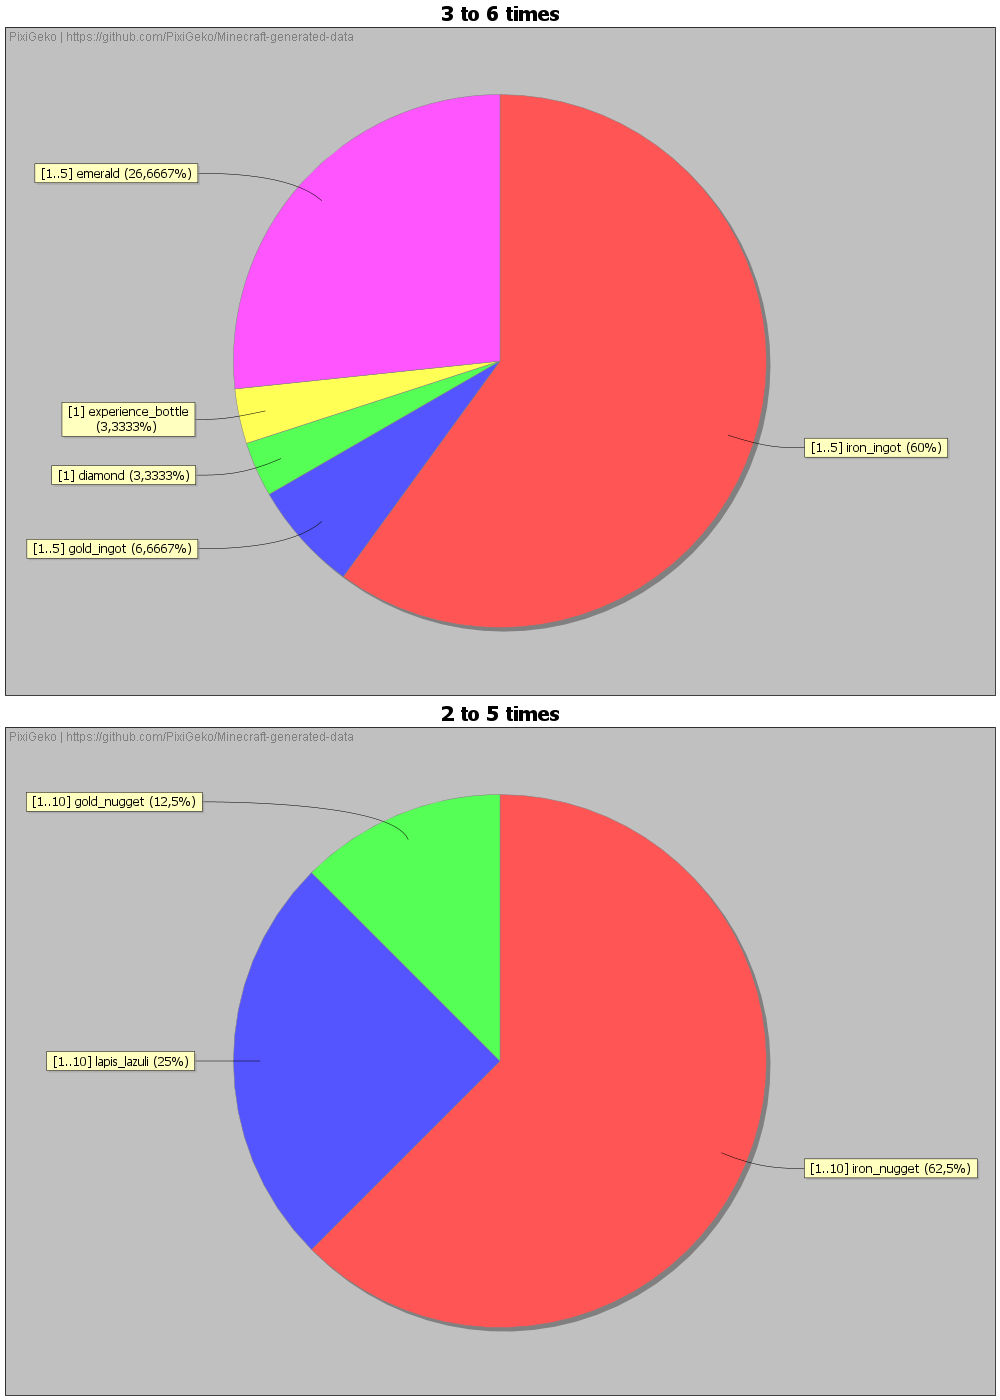 3 to 6 times
PixiGeko | https://github.com/PixiGeko/Minecraft-generated-data
[1..5] emerald (26,6667%)
[1] experience_bottle
(3,3333%)
[1..5] iron_ingot (60%)
[1] diamond (3,3333%)
[1..5] gold_ingot (6,6667%)
2 to 5 times
PixiGeko | https://github.com/PixiGeko/Minecraft-generated-data
[1..10] gold_nugget (12,5%)
[1..10] lapis_lazuli (25%)
[1..10] iron_nugget (62,5%)